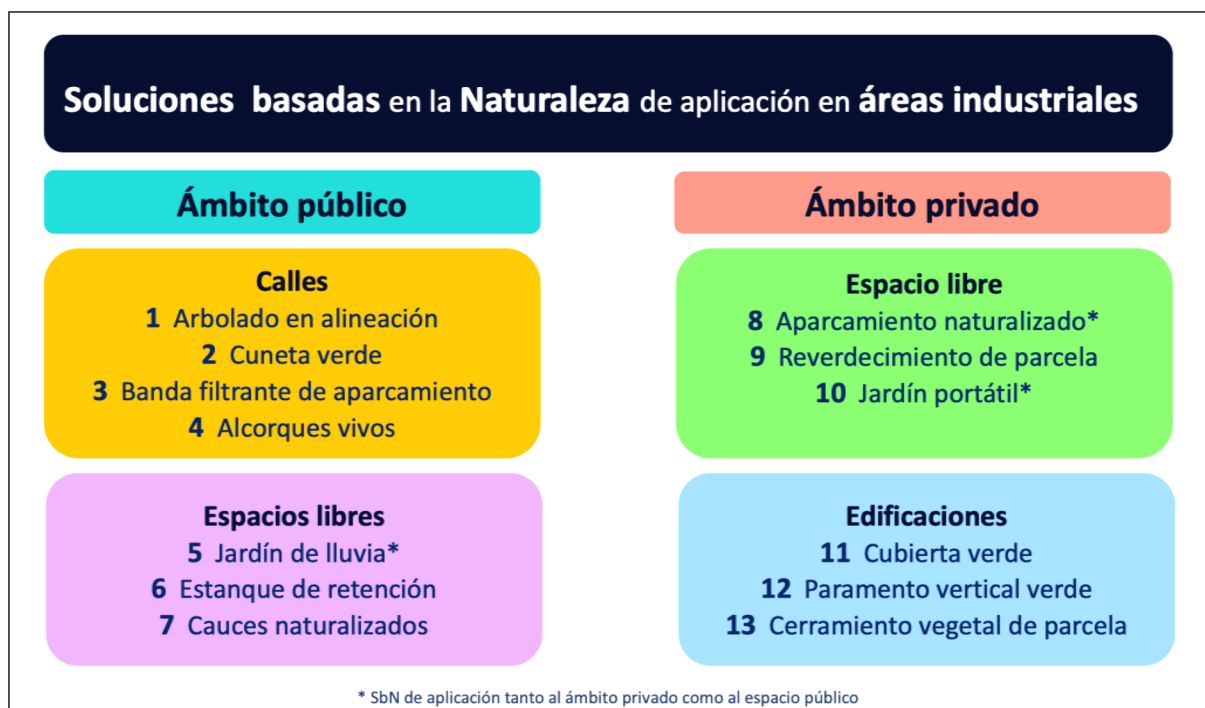 Soluciones basadas en la Naturaleza de aplicación en áreas industriales
Ámbito público
Calles
1 Arbolado en alineación
2 Cuneta verde
3 Banda filtrante de aparcamiento
4 Alcorques vivos
Espacios libres
5 Jardín de lluvia*
6 Estanque de retención
7 Cauces naturalizados
Ámbito privado
Espacio libre
8 Aparcamiento naturalizado*
9 Reverdecimiento de parcela
10 Jardín portátil*
Edificaciones
11 Cubierta verde
12 Paramento vertical verde
13 Cerramiento vegetal de parcela
* SbN de aplicación tanto al ámbito privado como al espacio público